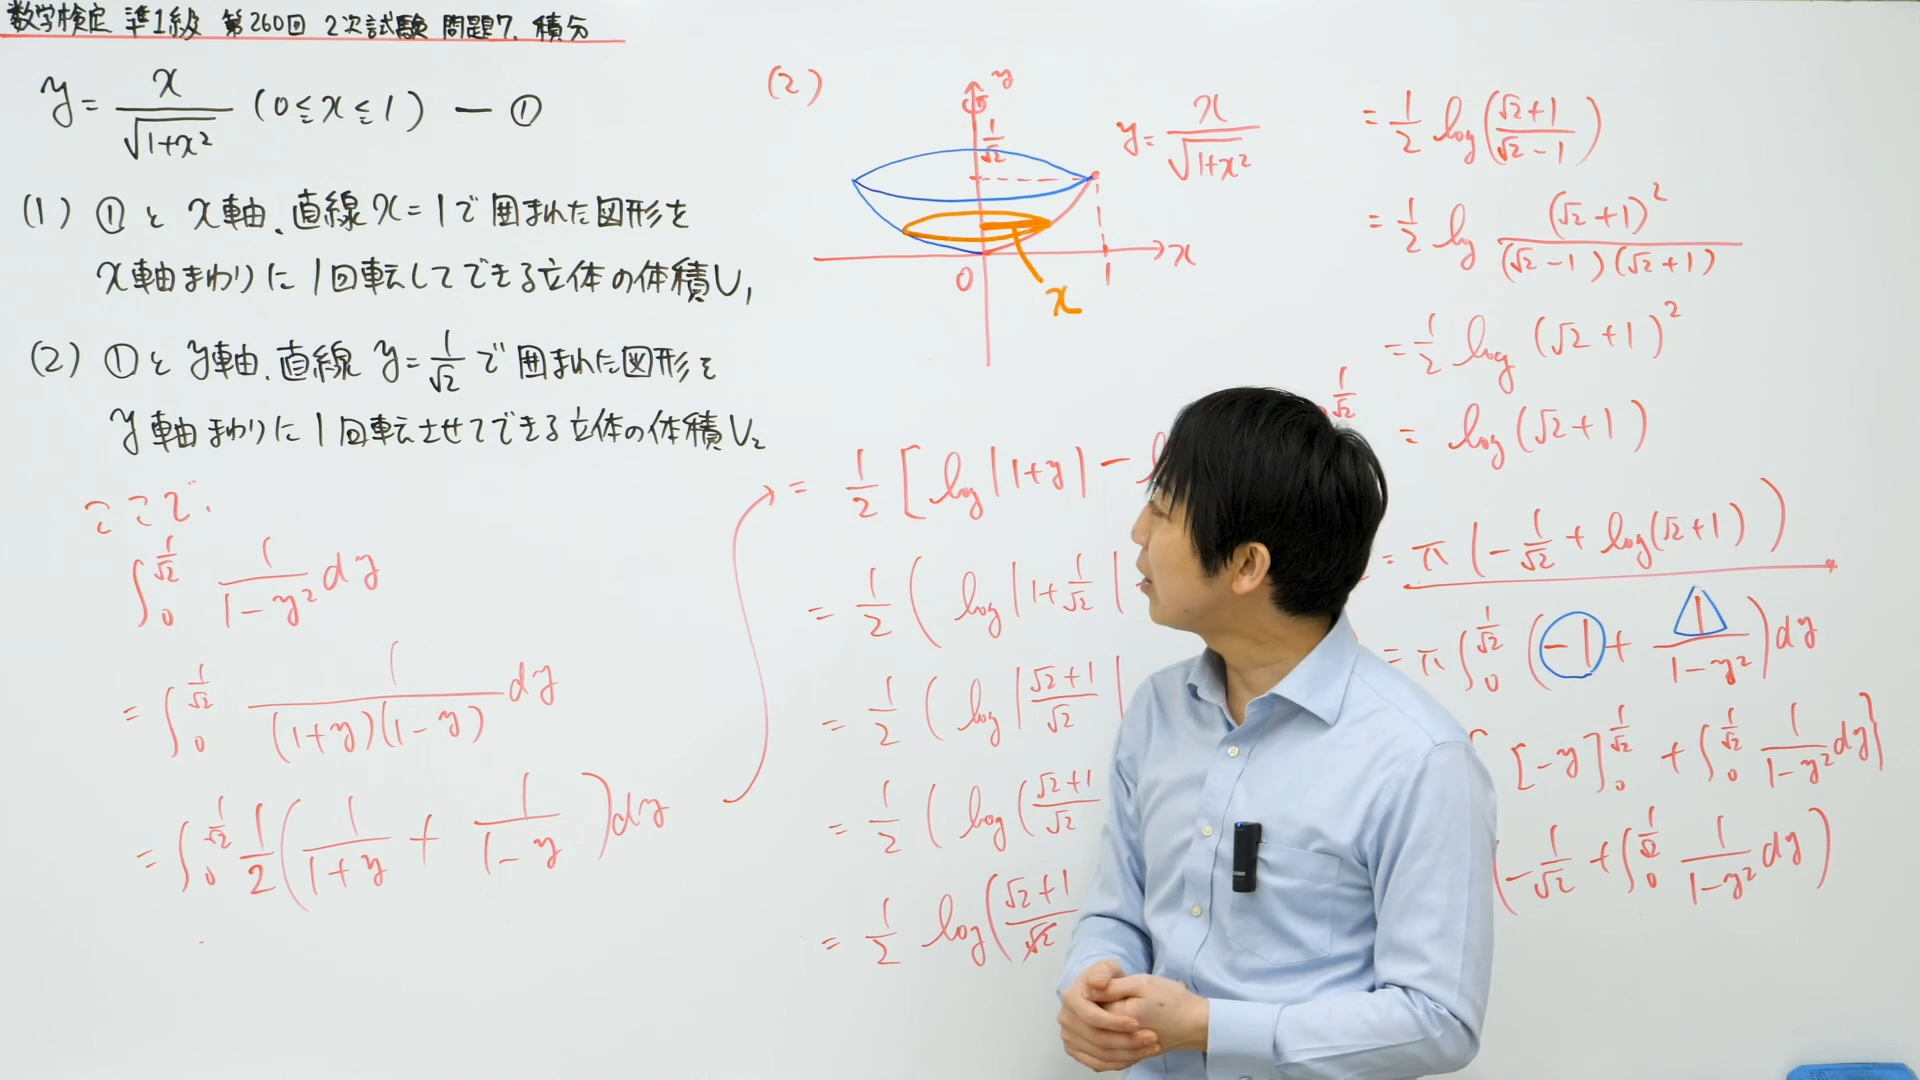 数学検定 準1級 第260回 2次試験 問題7. 積分
y = x/√(1+x²) (0≦x≦1) — ①
(1) ①と x軸、直線 x=1で囲まれた図形を
x軸まわりに1回転してできる立体の体積V₁
(2) ①と y軸、直線 y=1/√2 で囲まれた図形を
y軸まわりに1回転させてできる立体の体積V₂
ここで、
∫₀^(1/√2) 1/(1-y²) dy
= ∫₀^(1/√2) 1/((1+y)(1-y)) dy
= ∫₀^(1/√2) 1/2 (1/(1+y) + 1/(1-y)) dy
(2)
y
1/√2
y = x/√(1+x²)
x
0
1
x
= 1/2 [log|1+y| -
1/√2
= 1/2 ( log|1+1/√2|
= 1/2 ( log|(√2+1)/√2|
= 1/2 ( log((√2+1)/√2
= 1/2 log((√2+1)/√2
= 1/2 log((√2+1)/(√2-1))
= 1/2 log (√2+1)²/((√2-1)(√2+1))
= 1/2 log (√2+1)²
= log(√2+1)
= π(-1/√2 + log(√2+1))
= π∫₀^(1/√2) (-1 + 1/(1-y²)) dy
[-y]₀^(1/√2) + ∫₀^(1/√2) 1/(1-y²) dy}
(-1/√2 + ∫₀^(1/√2) 1/(1-y²) dy)